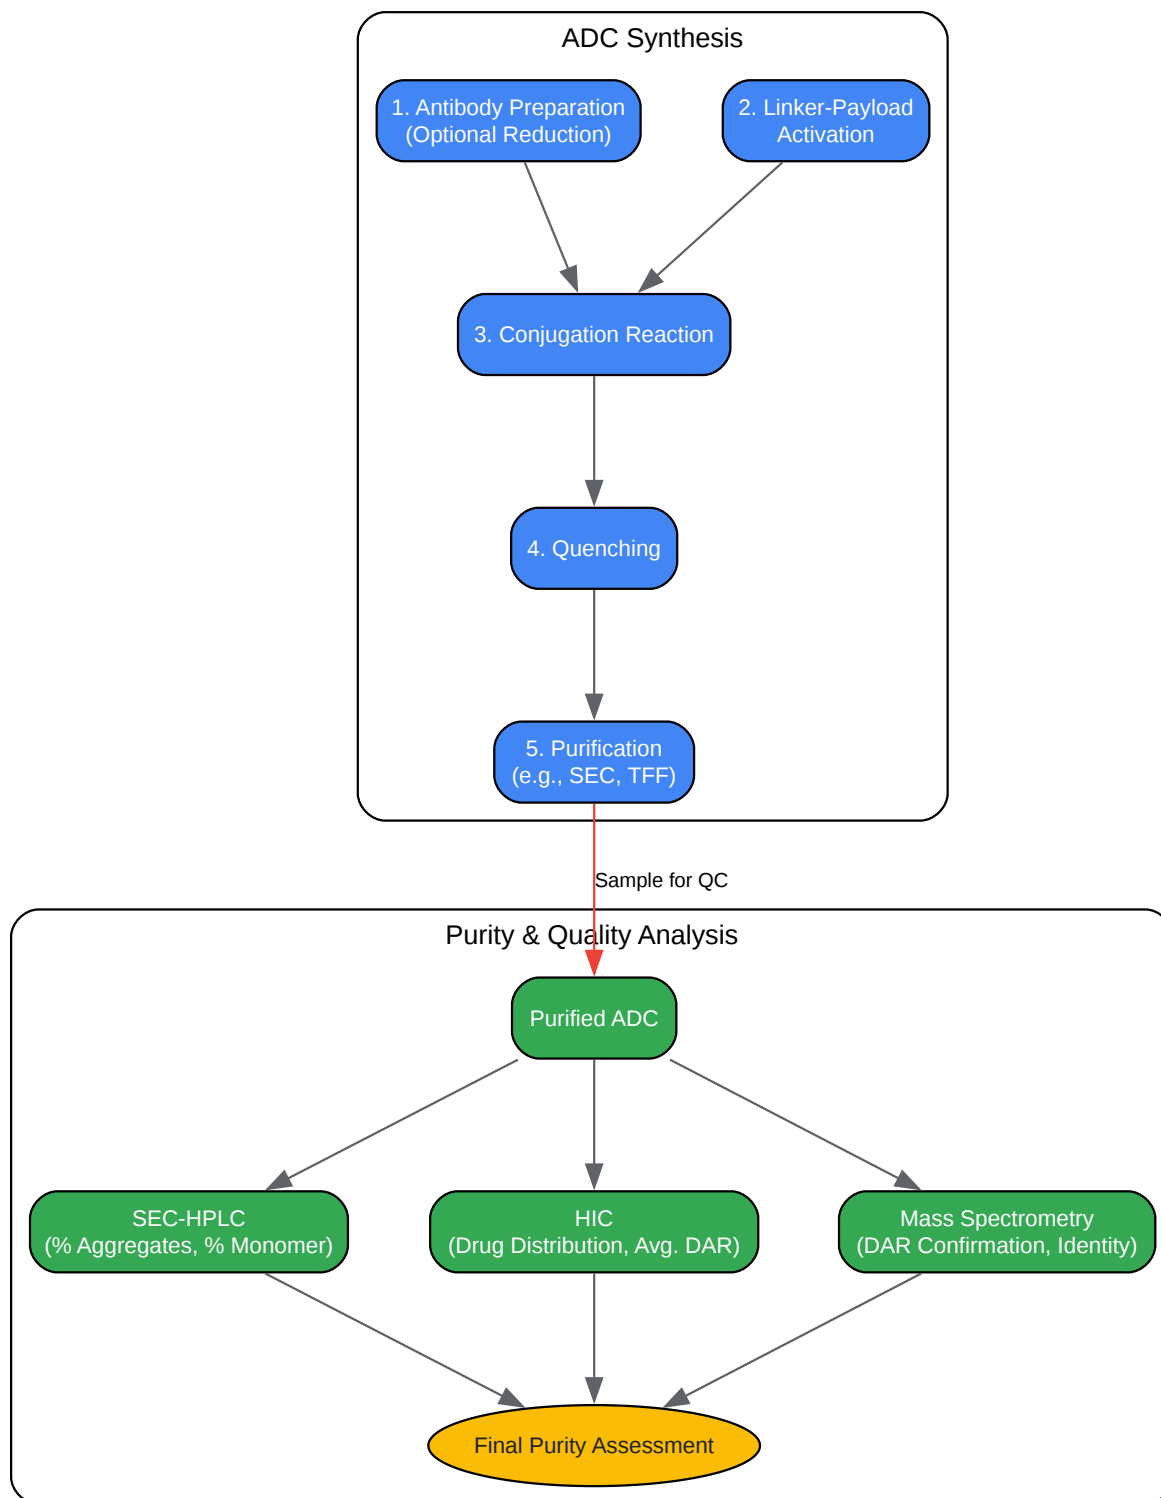 ADC Synthesis
1. Antibody Preparation
(Optional Reduction)
2. Linker-Payload
Activation
3. Conjugation Reaction
4. Quenching
5. Purification
(e.g., SEC, TFF)
Sample for QC
Purity & Quality Analysis
Purified ADC
SEC-HPLC
(% Aggregates, % Monomer)
HIC
(Drug Distribution, Avg. DAR)
Mass Spectrometry
(DAR Confirmation, Identity)
Final Purity Assessment